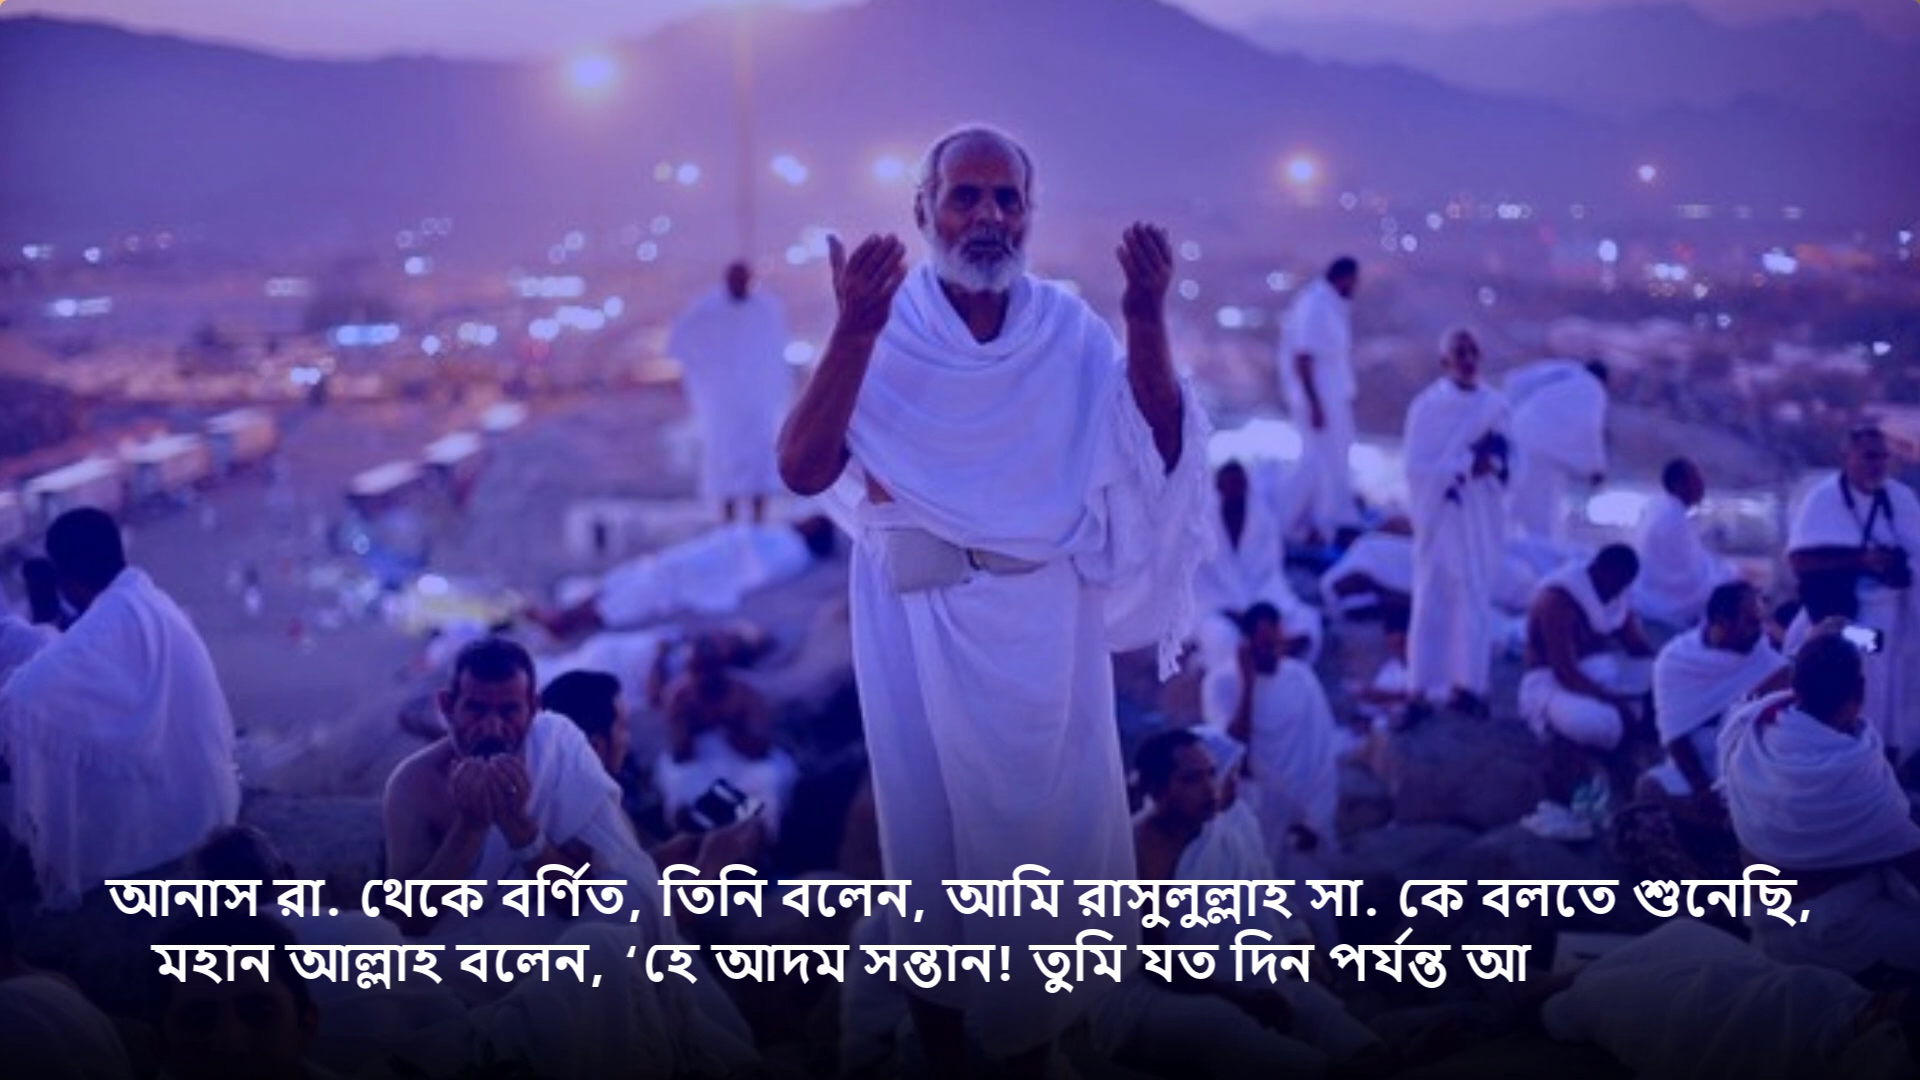 আনাস রা. থেকে বর্ণিত, তিনি বলেন, আমি রাসুলুল্লাহ সা. কে বলতে শুনেছি,
মহান আল্লাহ বলেন, ‘হে আদম সন্তান! তুমি যত দিন পর্যন্ত আ